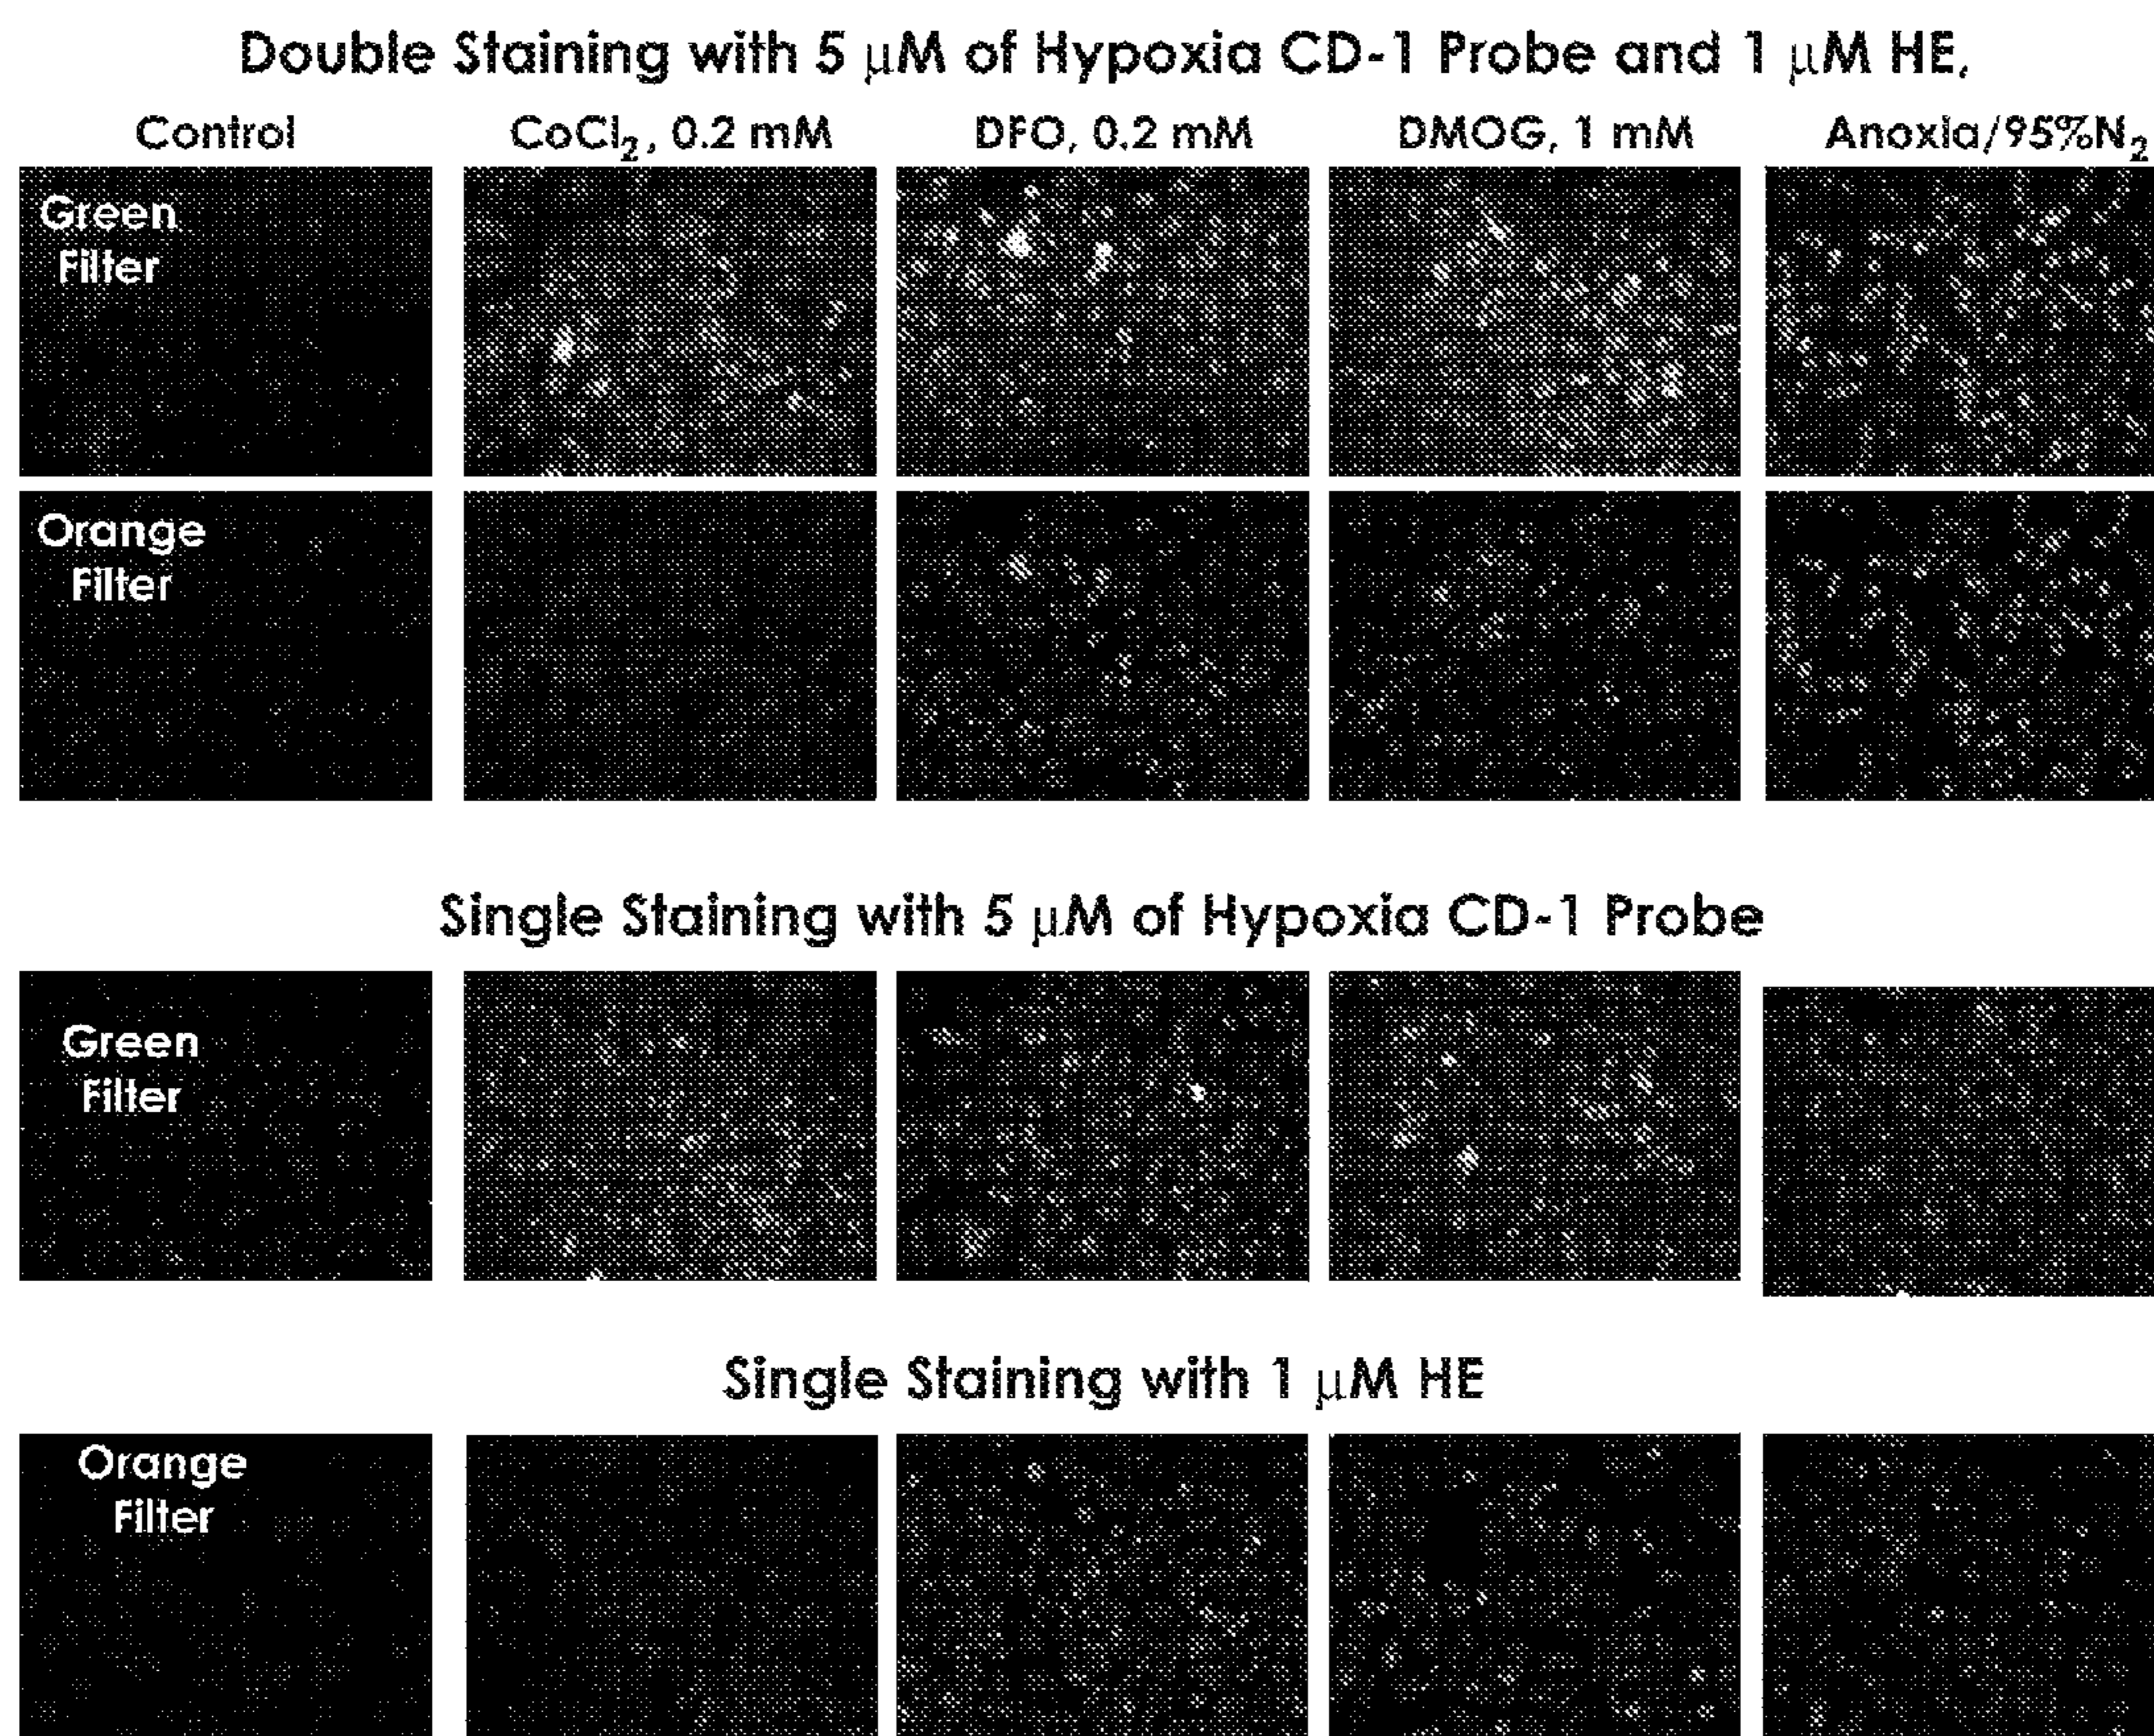 Double Staining with 5 μM of Hypoxia CD-1 Probe and 1 μM HE,
Control CoCl₂, 0.2 mM DFO, 0.2 mM DMOG, 1 mM Anoxia/95%N₂
Green
Filter
Orange
Filter
Single Staining with 5 μM of Hypoxia CD-1 Probe
Green
Filter
Single Staining with 1 μM HE
Orange
Filter